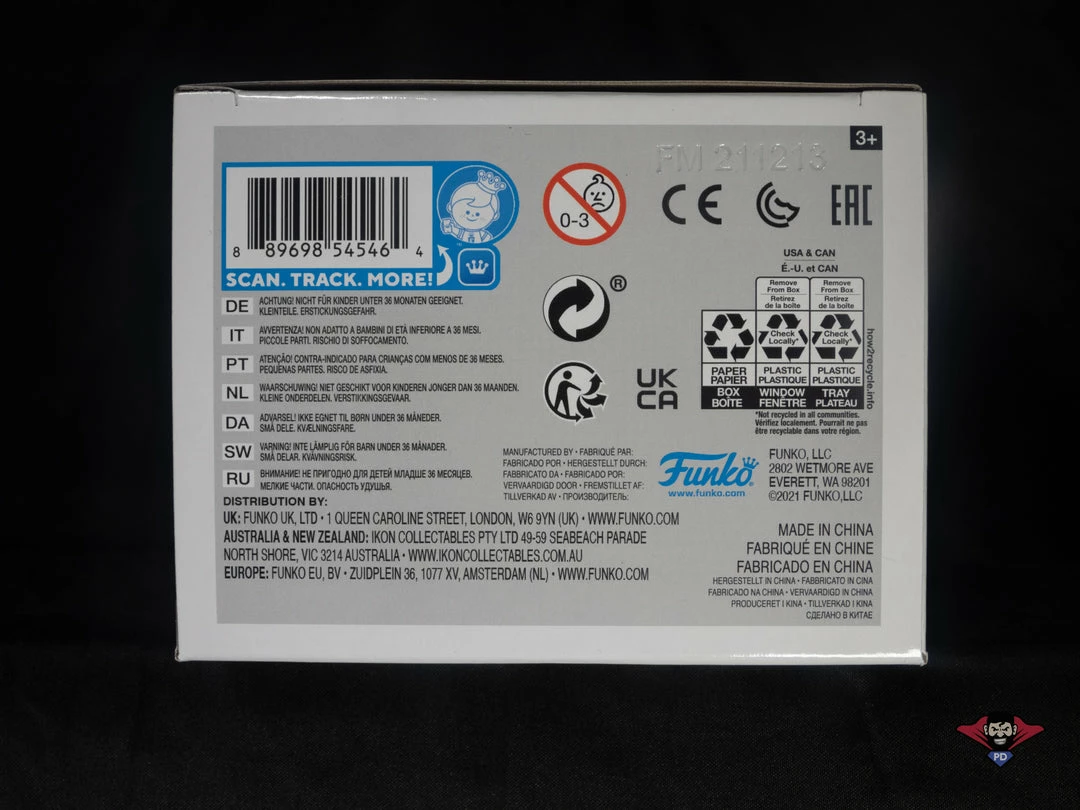 3+
FM 211213
8 89698 54546 4
SCAN. TRACK. MORE!
0-3
CE
EAC
®
UK
CA
DE ACHTUNG! NICHT FÜR KINDER UNTER 36 MONATEN GEEIGNET.
KLEINTEILE. ERSTICKUNGSGEFAHR.
IT AVVERTENZA! NON ADATTO A BAMBINI DI ETÀ INFERIORE A 36 MESI.
PICCOLE PARTI. RISCHIO DI SOFFOCAMENTO.
PT ATENÇÃO! CONTRA-INDICADO PARA CRIANÇAS COM MENOS DE 36 MESES.
PEQUENAS PARTES. RISCO DE ASFIXIA.
NL WAARSCHUWING! NIET GESCHIKT VOOR KINDEREN JONGER DAN 36 MAANDEN.
KLEINE ONDERDELEN. VERSTIKKINGSGEVAAR.
DA ADVARSEL! IKKE EGNET TIL BØRN UNDER 36 MÅNEDER.
SMÅ DELE. KVÆLNINGSFARE.
SW VARNING! INTE LÄMPLIG FÖR BARN UNDER 36 MÅNADER.
SMÅ DELAR. KVÄVNINGSRISK.
RU ВНИМАНИЕ! НЕ ПРИГОДНО ДЛЯ ДЕТЕЙ МЛАДШЕ 36 МЕСЯЦЕВ.
МЕЛКИЕ ЧАСТИ. ОПАСНОСТЬ УДУШЬЯ.
USA & CAN
É.-U. et CAN
Remove
From Box
Retirez
de la boîte
Remove
From Box
Retirez
de la boîte
Check
Locally*
Check
Locally*
PAPER
PAPIER
BOX
BOÎTE
PLASTIC
PLASTIQUE
WINDOW
FENÊTRE
PLASTIC
PLASTIQUE
TRAY
PLATEAU
how2recycle.info
*Not recycled in all communities.
Vérifiez localement. Pourrait ne pas
être recyclable dans votre région.
MANUFACTURED BY • FABRIQUÉ PAR:
FABRICADO POR • HERGESTELLT DURCH:
FABBRICATO DA • FABRICADO POR:
VERVAARDIGD DOOR • FREMSTILLET AF:
TILLVERKAD AV • ПРОИЗВОДИТЕЛЬ:
Funko
www.funko.com
FUNKO, LLC
2802 WETMORE AVE
EVERETT, WA 98201
©2021 FUNKO,LLC
DISTRIBUTION BY:
UK: FUNKO UK, LTD • 1 QUEEN CAROLINE STREET, LONDON, W6 9YN (UK) • WWW.FUNKO.COM
AUSTRALIA & NEW ZEALAND: IKON COLLECTABLES PTY LTD 49-59 SEABEACH PARADE
NORTH SHORE, VIC 3214 AUSTRALIA • WWW.IKONCOLLECTABLES.COM.AU
EUROPE: FUNKO EU, BV • ZUIDPLEIN 36, 1077 XV, AMSTERDAM (NL) • WWW.FUNKO.COM
MADE IN CHINA
FABRIQUÉ EN CHINE
FABRICADO EN CHINA
HERGESTELLT IN CHINA • FABBRICATO IN CINA
FABRICADO NA CHINA • VERVAARDIGD IN CHINA
PRODUCERET I KINA • TILLVERKAD I KINA
СДЕЛАНО В КИТАЕ
PD